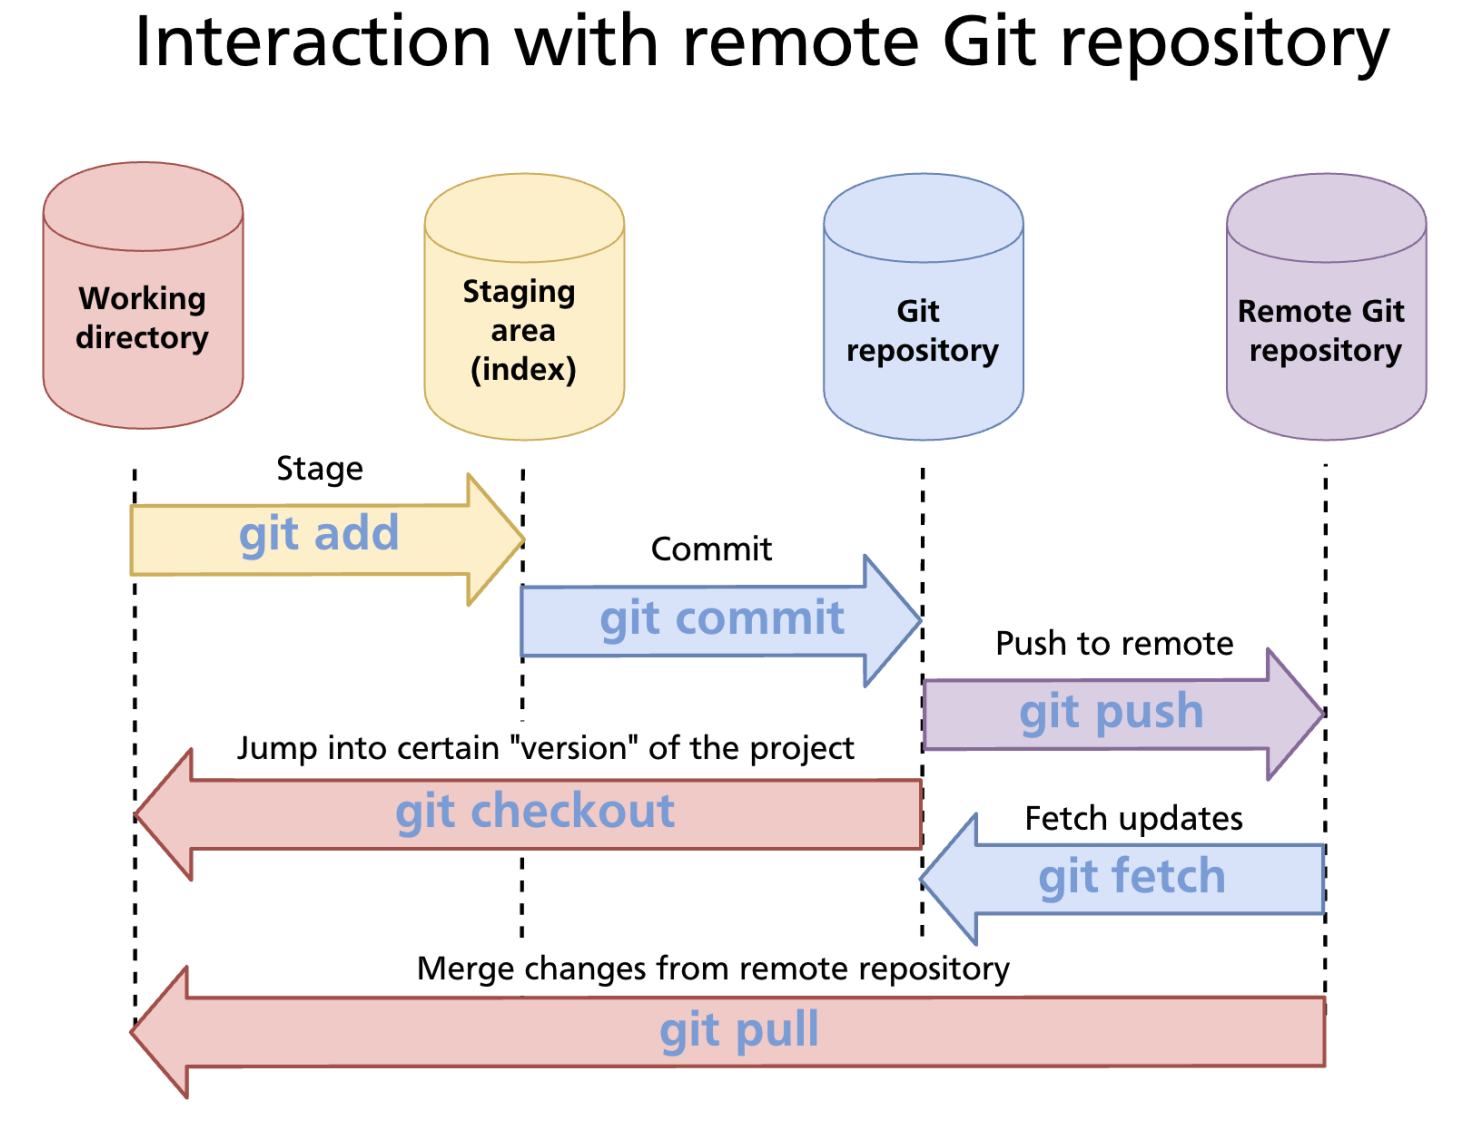 Interaction with remote Git repository
Working
directory
Staging
area
(index)
Git
repository
Remote Git
repository
Stage
git add
Commit
git commit
Push to remote
git push
Jump into certain "version" of the project
git checkout
Fetch updates
git fetch
Merge changes from remote repository
git pull